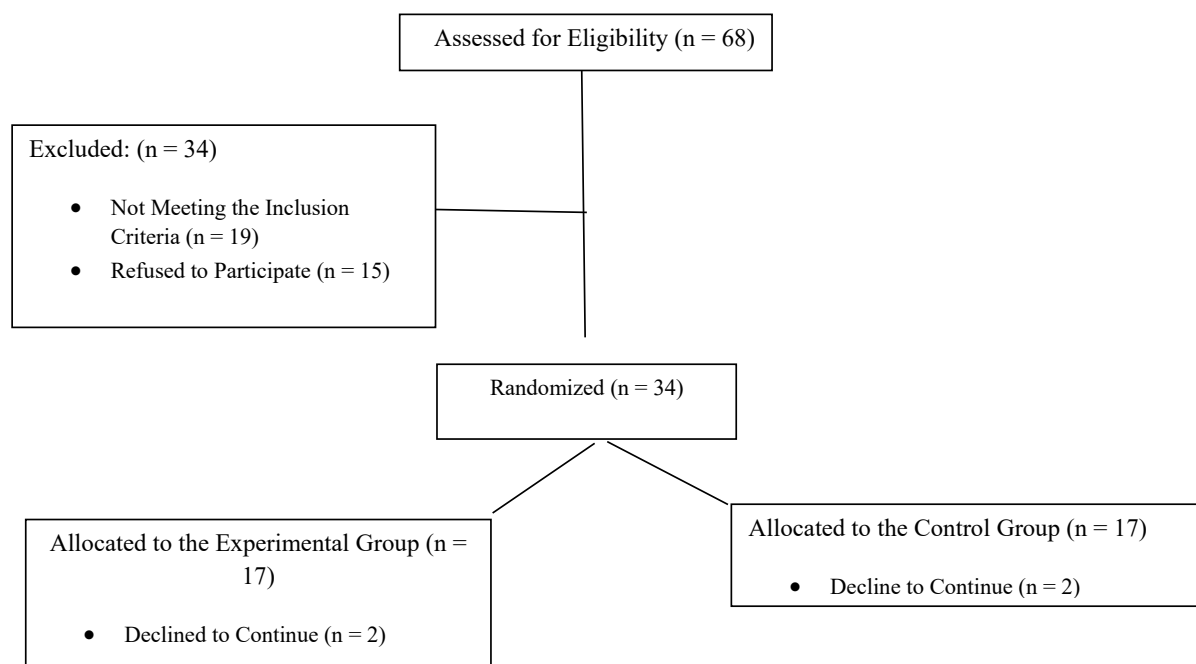 Assessed for Eligibility (n = 68)
Excluded: (n = 34)
• Not Meeting the Inclusion
Criteria (n = 19)
• Refused to Participate (n = 15)
Randomized (n = 34)
Allocated to the Experimental Group (n =
17)
• Declined to Continue (n = 2)
Allocated to the Control Group (n = 17)
• Decline to Continue (n = 2)